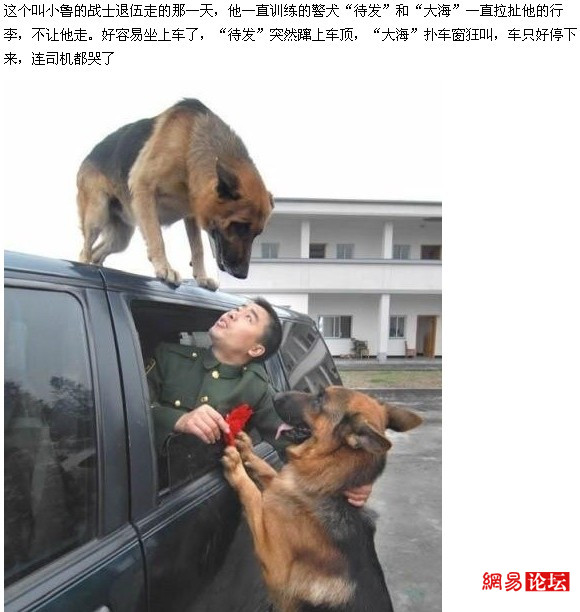 这个叫小鲁的战士退伍走的那一天，他一直训练的警犬“待发”和“大海”一直拉扯他的行
李，不让他走。好容易坐上车了，“待发”突然蹿上车顶，“大海”扑车窗狂叫，车只好停下
来，连司机都哭了
網易论坛